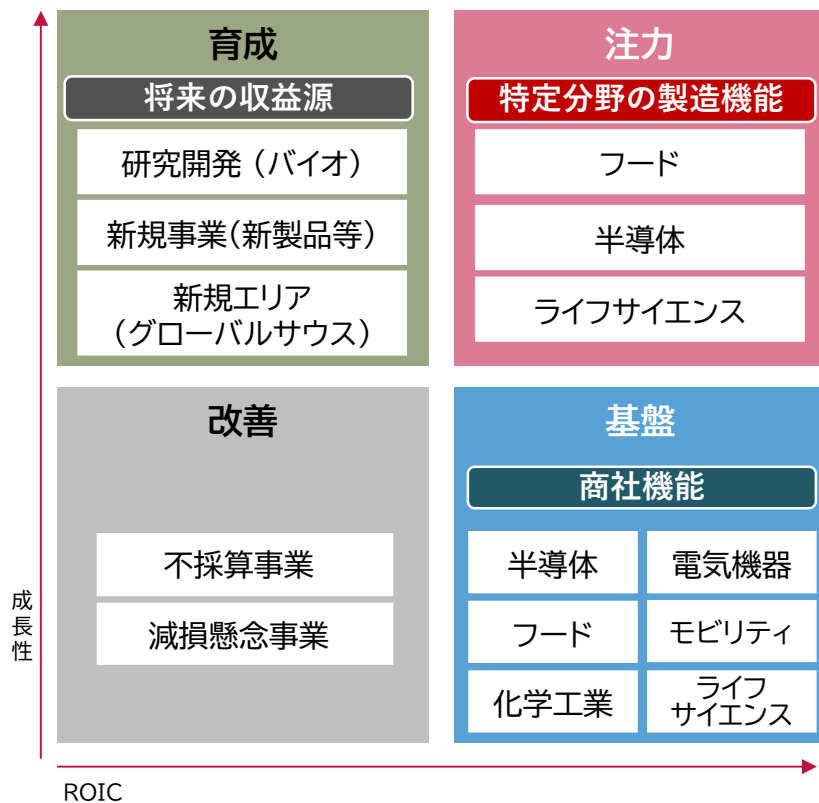 育成
将来の収益源
研究開発（バイオ）
新規事業（新製品等）
新規エリア
（グローバルサウス）
注力
特定分野の製造機能
フード
半導体
ライフサイエンス
改善
不採算事業
減損懸念事業
基盤
商社機能
半導体
電気機器
フード
モビリティ
化学工業
ライフ
サイエンス
成長性
ROIC